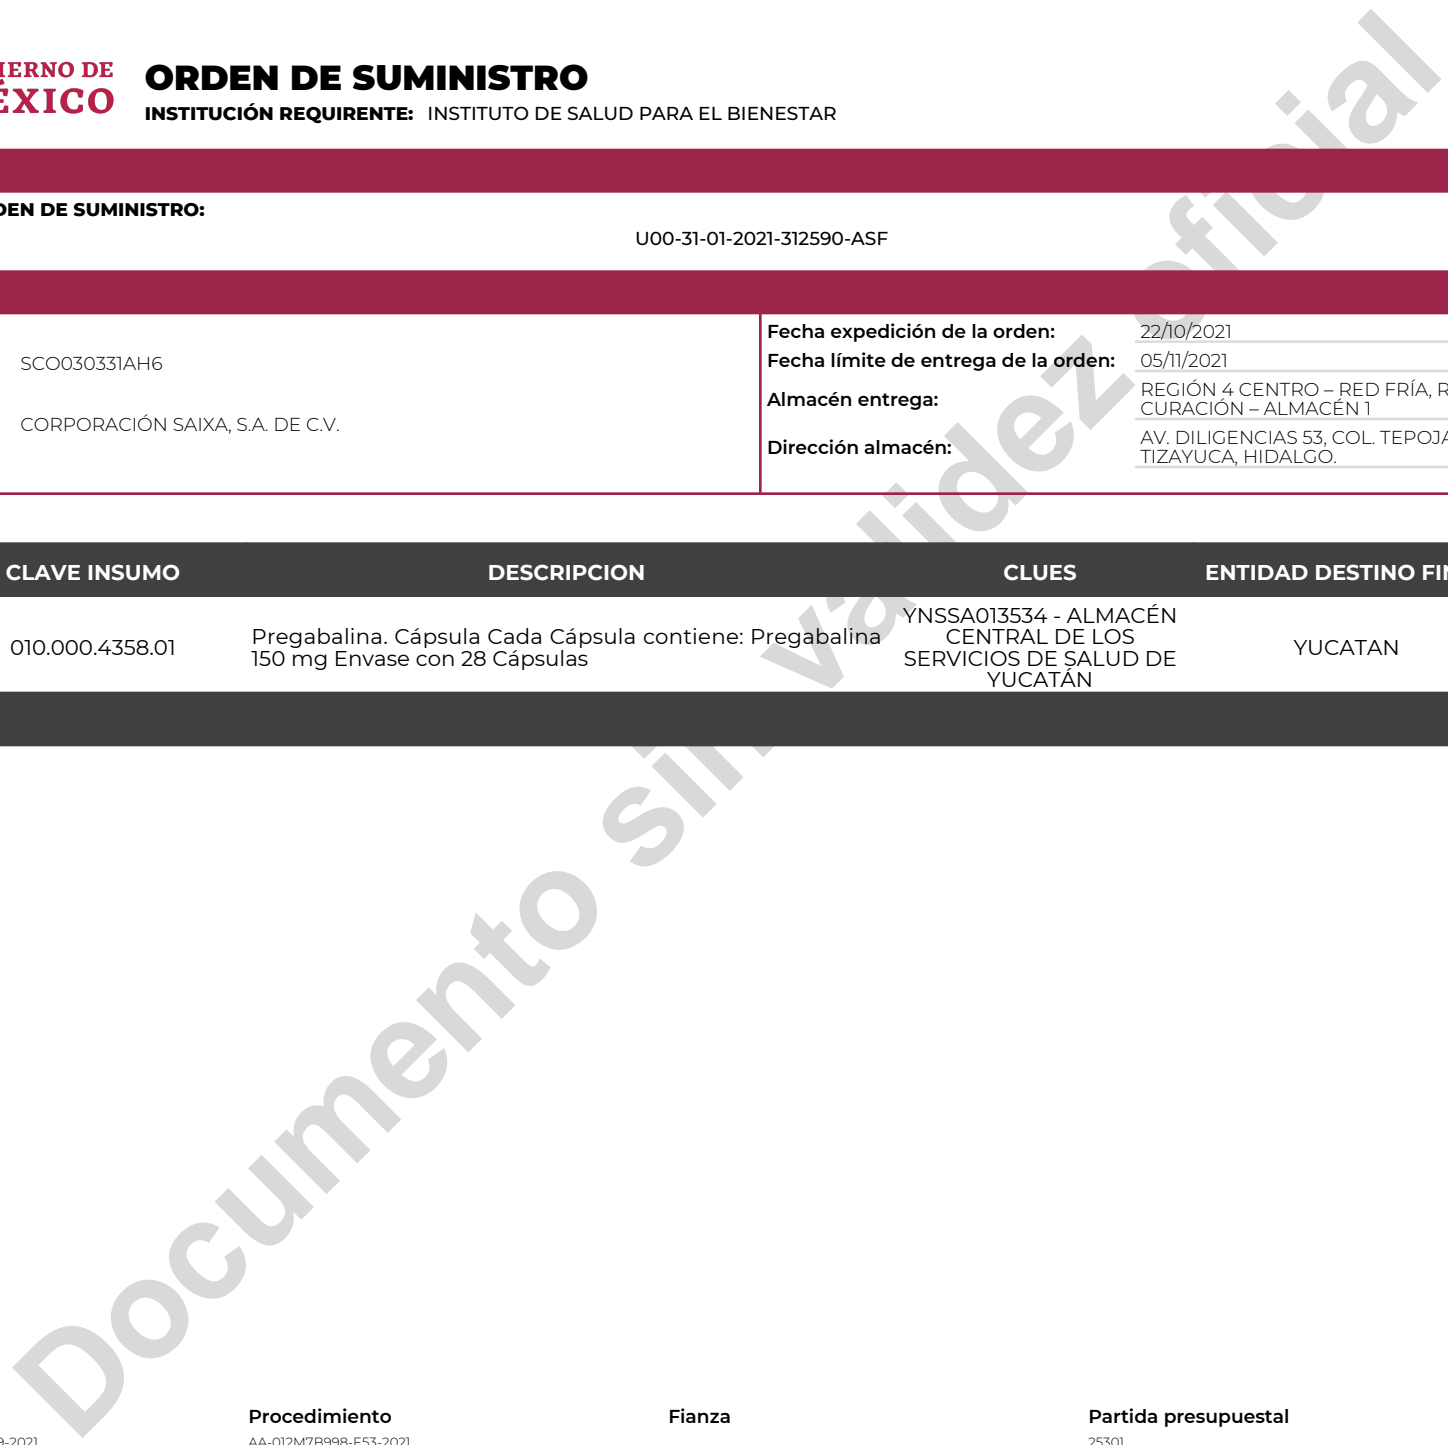 ORDEN DE SUMINISTRO
INSTITUCIÓN REQUIRENTE: INSTITUTO DE SALUD PARA EL BIENESTAR
DE
DE SUMINISTRO:
U00-31-01-2021-312590-ASF
SCO030331AH6
CORPORACIÓN SAIXA, S.A. DE C.V.
Fecha expedición de la orden: 22/10/2021
Fecha límite de entrega de la orden: 05/11/2021
Almacén entrega: REGIÓN 4 CENTRO – RED FRÍA,
CURACIÓN – ALMACÉN 1
Dirección almacén: AV. DILIGENCIAS 53, COL.
TIZAYUCA, HIDALGO.
CLAVE INSUMO DESCRIPCION CLUES ENTIDAD DESTINO
010.000.4358.01
Pregabalina. Cápsula Cada Cápsula contiene: Pregabalina
150 mg Envase con 28 Cápsulas
YNSSA013534 - ALMACÉN
CENTRAL DE LOS
SERVICIOS DE SALUD DE
YUCATÁN
YUCATAN
Documento sin validez oficial
Procedimiento Fianza Partida presupuestal
AA-012M7B998-E53-2021 25301